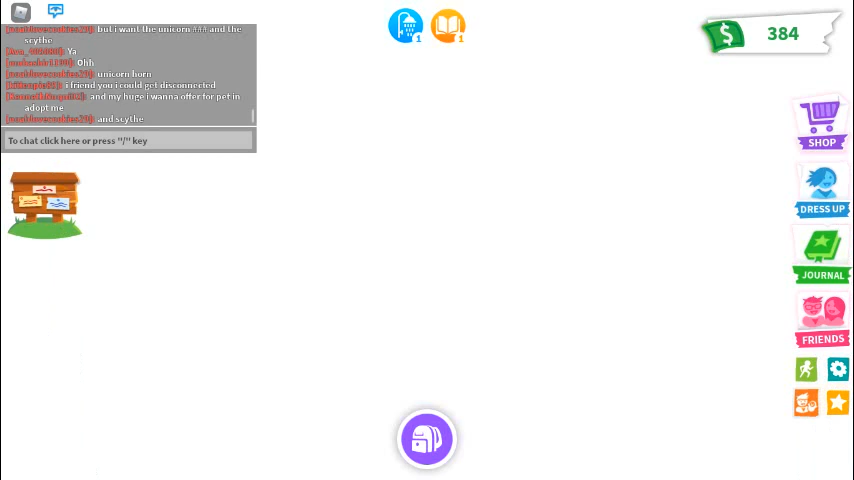 but i want the unicorn ### and the
scythe
Ya
Ohh
unicorn horn
i friend you i could get disconnected
and my huge i wanna offer for pet in
adopt me
and scythe
To chat click here or press "/" key
1
1
$
384
SHOP
DRESS UP
JOURNAL
FRIENDS